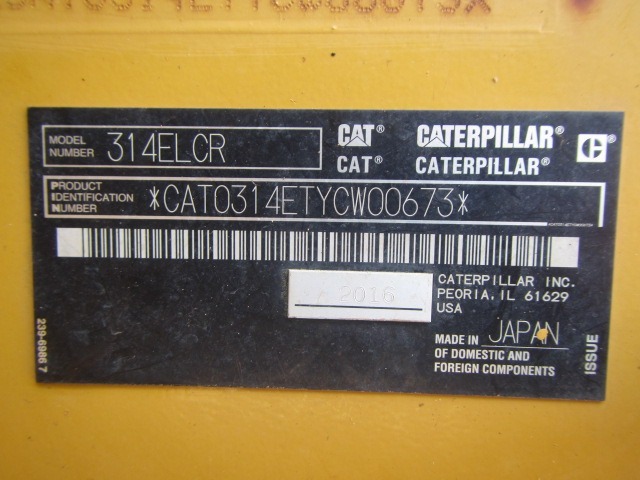 MODEL NUMBER 314ELCR
CAT® CATERPILLAR®
CAT® CATERPILLAR®
PRODUCT IDENTIFICATION NUMBER *CAT0314ETYCW00673*
2016
CATERPILLAR INC.
PEORIA, IL 61629
USA
MADE IN JAPAN
OF DOMESTIC AND
FOREIGN COMPONENTS
239-6986 7
ISSUE